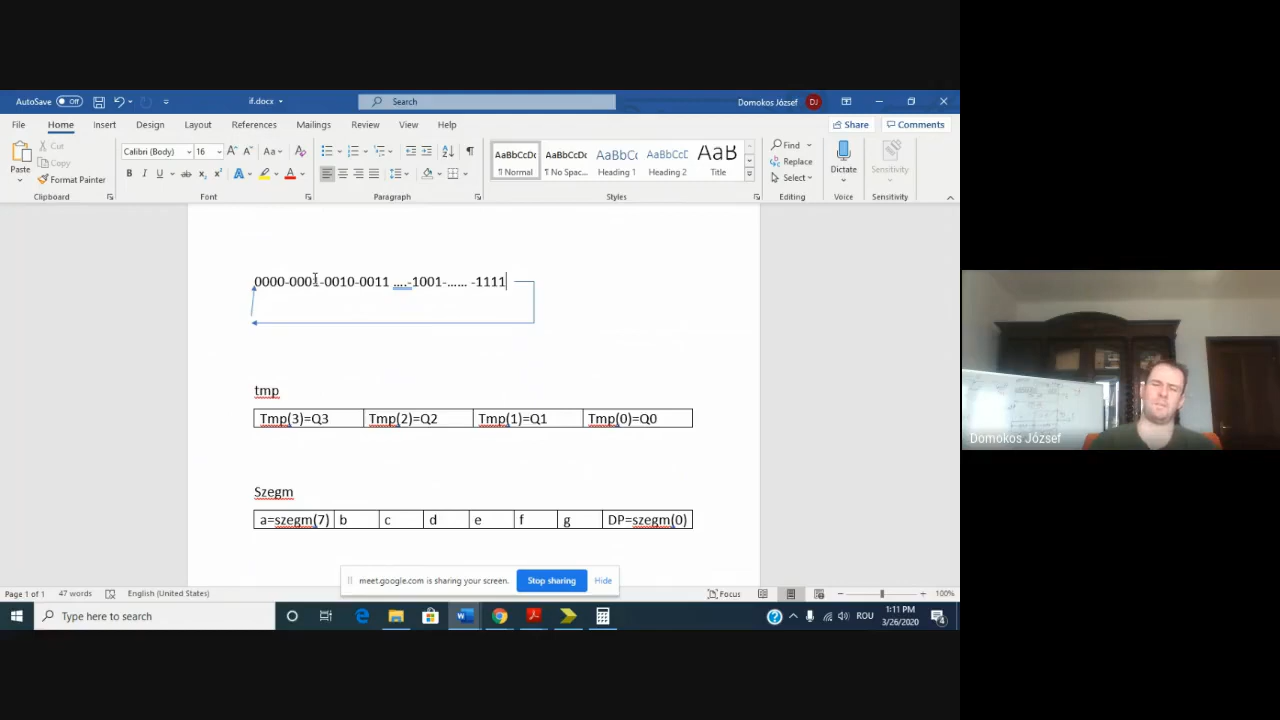 AutoSave Off if.docx Search Domokos József DJ
File Home Insert Design Layout References Mailings Review View Help Share Comments
Paste Cut Copy Format Painter
Calibri (Body) 16 Aa
AaBbCcDc AaBbCcDc AaBbCc AaBbCcD AaB
¶ Normal ¶ No Spac... Heading 1 Heading 2 Title
Find Replace Select
Dictate Sensitivity
Clipboard Font Paragraph Styles Editing Voice Sensitivity
0000-0001-0010-0011 ….-1001-…… -1111
tmp
Tmp(3)=Q3 Tmp(2)=Q2 Tmp(1)=Q1 Tmp(0)=Q0
Szegm
a=szegm(7) b c d e f g DP=szegm(0)
meet.google.com is sharing your screen. Stop sharing Hide
Page 1 of 1 47 words English (United States) Focus 100%
Type here to search ROU 1:11 PM 3/26/2020 4
Domokos József